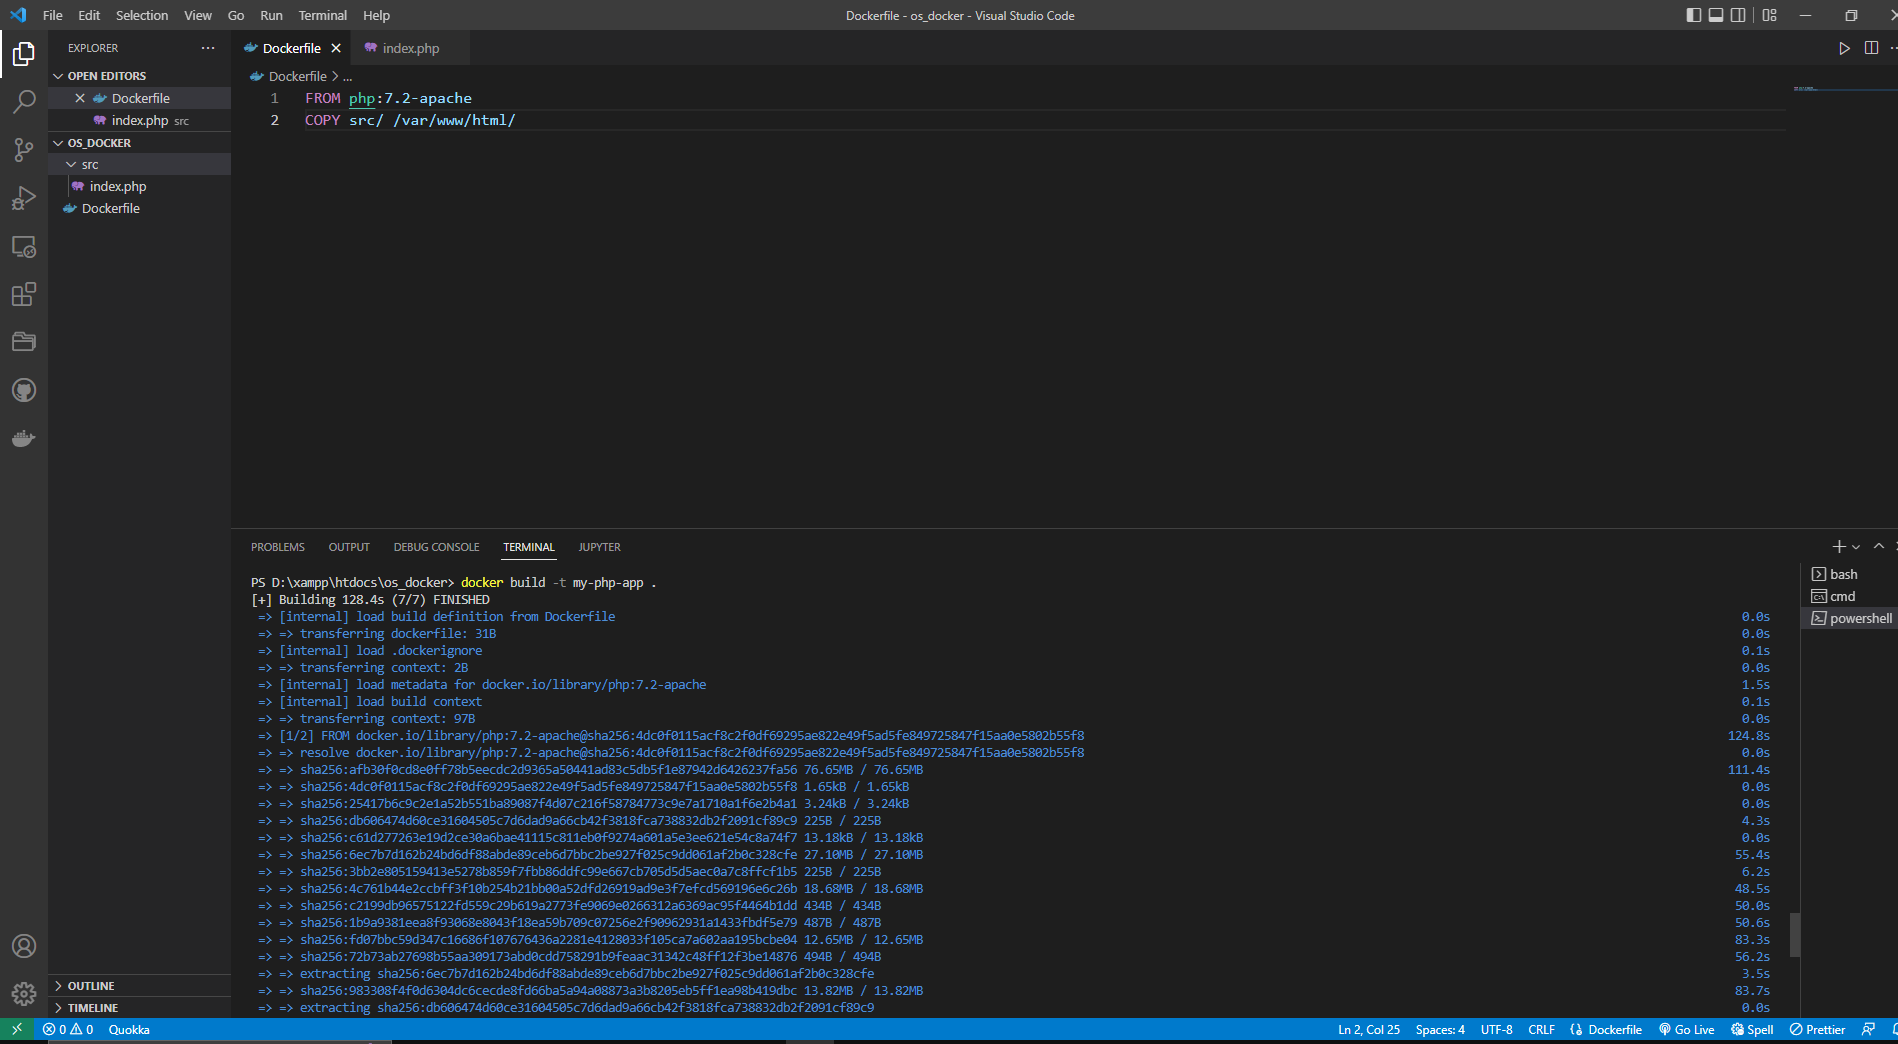 File Edit Selection View Go Run Terminal Help
Dockerfile - os_docker - Visual Studio Code
EXPLORER
OPEN EDITORS
Dockerfile
index.php src
OS_DOCKER
src
index.php
Dockerfile
OUTLINE
TIMELINE
Dockerfile
index.php
Dockerfile > ...
1 FROM php:7.2-apache
2 COPY src/ /var/www/html/
PROBLEMS OUTPUT DEBUG CONSOLE TERMINAL JUPYTER
bash
cmd
powershell
PS D:\xampp\htdocs\os_docker> docker build -t my-php-app .
[+] Building 128.4s (7/7) FINISHED
=> [internal] load build definition from Dockerfile 0.0s
=> => transferring dockerfile: 31B 0.0s
=> [internal] load .dockerignore 0.1s
=> => transferring context: 2B 0.0s
=> [internal] load metadata for docker.io/library/php:7.2-apache 1.5s
=> [internal] load build context 0.1s
=> => transferring context: 97B 0.0s
=> [1/2] FROM docker.io/library/php:7.2-apache@sha256:4dc0f0115acf8c2f0df69295ae822e49f5ad5fe849725847f15aa0e5802b55f8 124.8s
=> => resolve docker.io/library/php:7.2-apache@sha256:4dc0f0115acf8c2f0df69295ae822e49f5ad5fe849725847f15aa0e5802b55f8 0.0s
=> => sha256:afb30f0cd8e0ff78b5eecdc2d9365a50441ad83c5db5f1e87942d6426237fa56 76.65MB / 76.65MB 111.4s
=> => sha256:4dc0f0115acf8c2f0df69295ae822e49f5ad5fe849725847f15aa0e5802b55f8 1.65kB / 1.65kB 0.0s
=> => sha256:25417b6c9c2e1a52b551ba89087f4d07c216f58784773c9e7a1710a1f6e2b4a1 3.24kB / 3.24kB 0.0s
=> => sha256:db606474d60ce31604505c7d6dad9a66cb42f3818fca738832db2f2091cf89c9 225B / 225B 4.3s
=> => sha256:c61d277263e19d2ce30a6bae41115c811eb0f9274a601a5e3ee621e54c8a74f7 13.18kB / 13.18kB 0.0s
=> => sha256:6ec7b7d162b24bd6df88abde89ceb6d7bbc2be927f025c9dd061af2b0c328cfe 27.10MB / 27.10MB 55.4s
=> => sha256:3bb2e805159413e5278b859f7fbb86ddfc99e667cb705d5d5aec0a7c8ffcf1b5 225B / 225B 6.2s
=> => sha256:4c761b44e2ccbff3f10b254b21bb00a52dfd26919ad9e3f7efcd569196e6c26b 18.68MB / 18.68MB 48.5s
=> => sha256:c2199db96575122fd559c29b619a2773fe9069e0266312a6369ac95f4464b1dd 434B / 434B 50.0s
=> => sha256:1b9a9381eea8f93068e8043f18ea59b709c07256e2f90962931a1433fbdf5e79 487B / 487B 50.6s
=> => sha256:fd07bbc59d347c16686f107676436a2281e4128033f105ca7a602aa195bcbe04 12.65MB / 12.65MB 83.3s
=> => sha256:72b73ab27698b55aa309173abd0cdd758291b9feaac31342c48ff12f3be14876 494B / 494B 56.2s
=> => extracting sha256:6ec7b7d162b24bd6df88abde89ceb6d7bbc2be927f025c9dd061af2b0c328cfe 3.5s
=> => sha256:983308f4f0d6304dc6cecde8fd66ba5a94a08873a3b8205eb5ff1ea98b419dbc 13.82MB / 13.82MB 83.7s
=> => extracting sha256:db606474d60ce31604505c7d6dad9a66cb42f3818fca738832db2f2091cf89c9 0.0s
0 0 Quokka Ln 2, Col 25 Spaces: 4 UTF-8 CRLF Dockerfile Go Live Spell Prettier